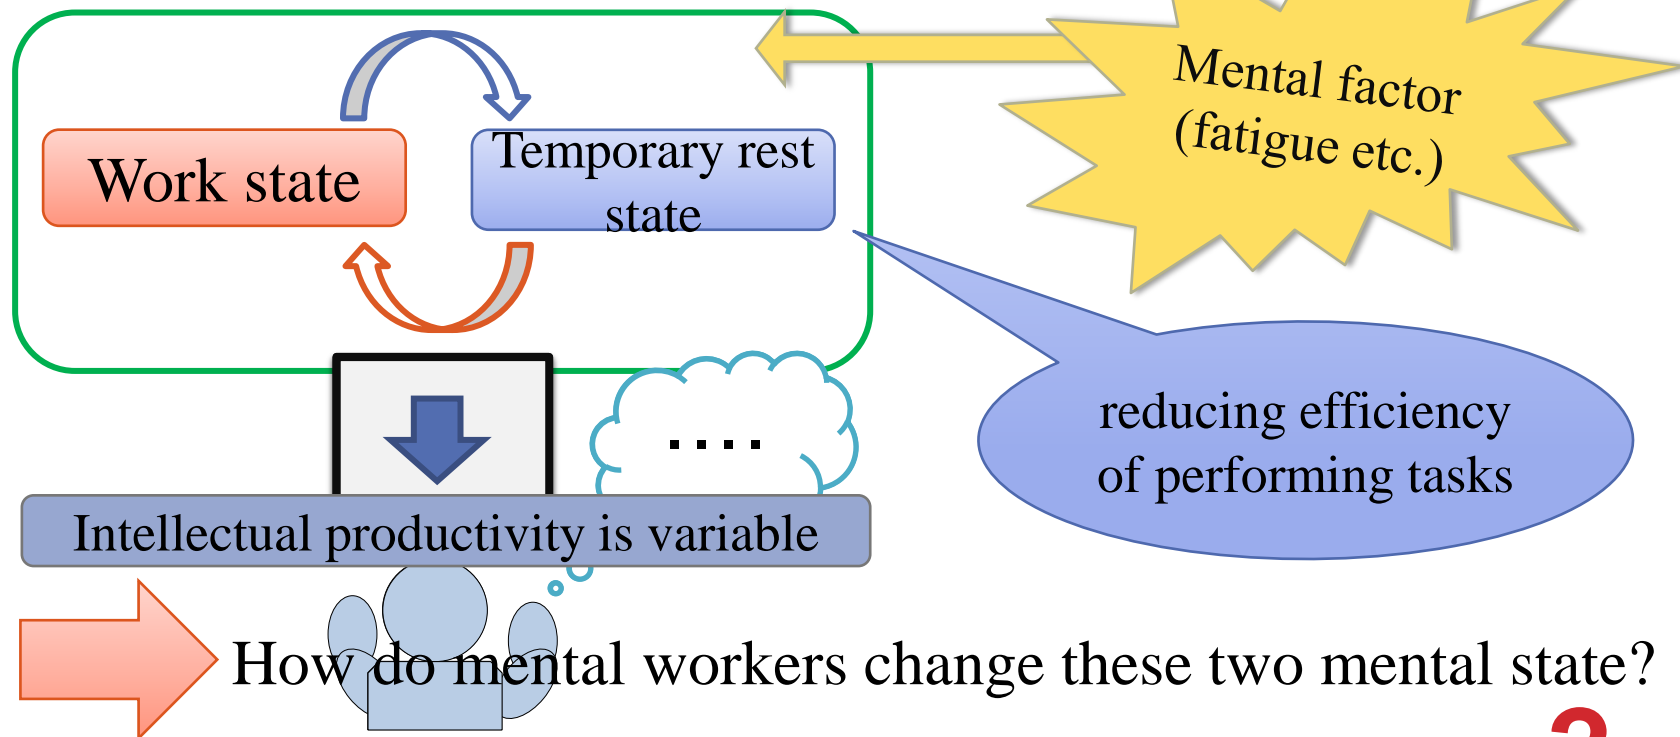 Mental factor
(fatigue etc.)
Work state
Temporary rest
state
reducing efficiency
of performing tasks
....
Intellectual productivity is variable
How do mental workers change these two mental state?